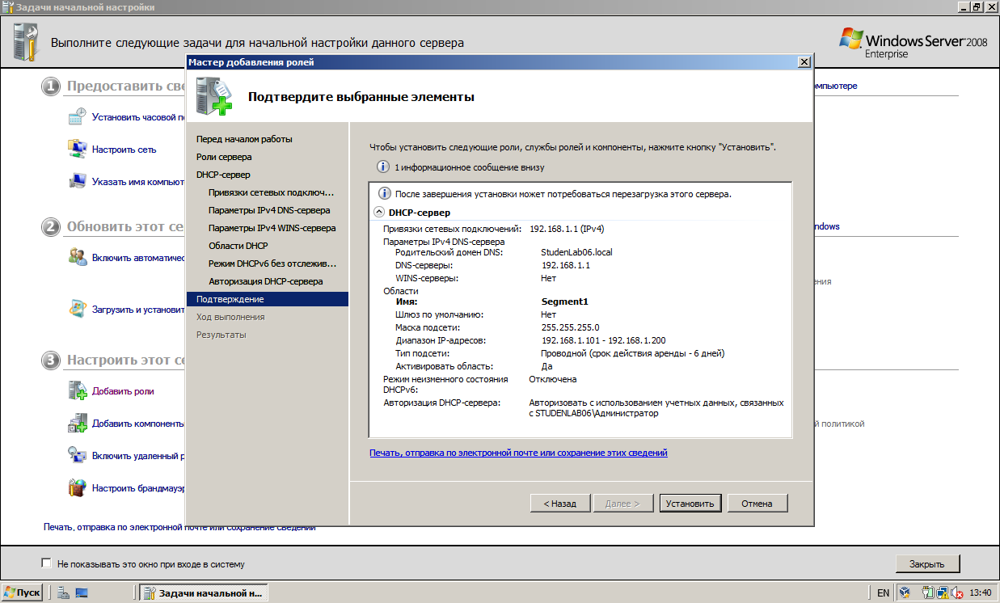 Задачи начальной настройки
Выполните следующие задачи для начальной настройки данного сервера
Windows Server 2008
Enterprise
1 Предоставить
Установить часовой
Настроить сеть
Указать имя
2 Обновить этот
Включить
Загрузить и
3 Настроить этот
Добавить роли
Добавить компоненты
Включить удаленный
Настроить
Печать, отправка по электронной почте или сохранение сведений
Мастер добавления ролей
Подтвердите выбранные элементы
Перед началом работы
Роли сервера
DHCP-сервер
Привязки сетевых подключ...
Параметры IPv4 DNS-сервера
Параметры IPv4 WINS-сервера
Области DHCP
Режим DHCPv6 без отслежив...
Авторизация DHCP-сервера
Подтверждение
Ход выполнения
Результаты
Чтобы установить следующие роли, службы ролей и компоненты, нажмите кнопку "Установить".
1 информационное сообщение внизу
После завершения установки может потребоваться перезагрузка этого сервера.
DHCP-сервер
Привязки сетевых подключений: 192.168.1.1 (IPv4)
Параметры IPv4 DNS-сервера
Родительский домен DNS: StudenLab06.local
DNS-серверы: 192.168.1.1
WINS-серверы: Нет
Области
Имя: Segment1
Шлюз по умолчанию: Нет
Маска подсети: 255.255.255.0
Диапазон IP-адресов: 192.168.1.101 - 192.168.1.200
Тип подсети: Проводной (срок действия аренды - 6 дней)
Активировать область: Да
Режим неизменного состояния Отключена
DHCPv6:
Авторизация DHCP-сервера: Авторизовать с использованием учетных данных, связанных
с STUDENLAB06\Администратор
Печать, отправка по электронной почте или сохранение этих сведений
< Назад
Далее >
Установить
Отмена
политикой
Не показывать это окно при входе в систему
Закрыть
Пуск
Задачи начальной н...
EN
13:40